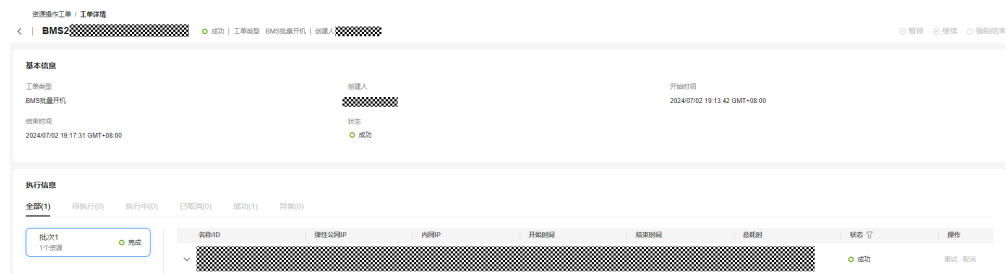 资源操作工单 / 工单详情
BMS2
成功 | 工单类型 BMS批量开机 | 创建人
暂停 继续 强制结束
基本信息
工单类型 创建人 开始时间
BMS批量开机 2024/07/02 19:13:42 GMT+08:00
结束时间 状态
2024/07/02 19:17:31 GMT+08:00 成功
执行信息
全部(1) 待执行(0) 执行中(0) 已取消(0) 成功(1) 异常(0)
批次1
1个资源
完成
名称/ID 弹性公网IP 内网IP 开始时间 结束时间 总耗时 状态 操作
成功 重试 取消